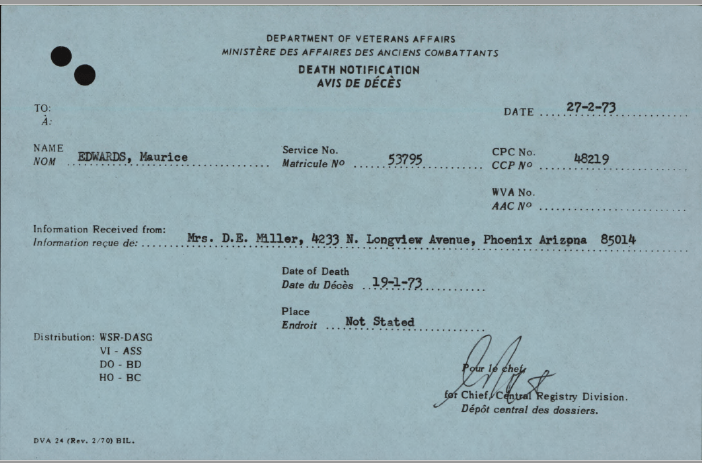 DEPARTMENT OF VETERANS AFFAIRS
MINISTÈRE DES AFFAIRES DES ANCIENS COMBATTANTS
DEATH NOTIFICATION
AVIS DE DÉCÈS
TO:
À:
DATE 27-2-73
NAME
NOM EDWARDS, Maurice
Service No.
Matricule No 53795
CPC No.
CCP No 48219
WVA No.
AAC No
Information Received from:
Information reçue de: Mrs. D.E. Miller, 4233 N. Longview Avenue, Phoenix Arizona 85014
Date of Death
Date du Décès 19-1-73
Place
Endroit Not Stated
Distribution: WSR-DASG
VI - ASS
DO - BD
HO - BC
Pour le chef
for Chief, Central Registry Division.
Dépôt central des dossiers.
DVA 24 (Rev. 2/70) BIL.